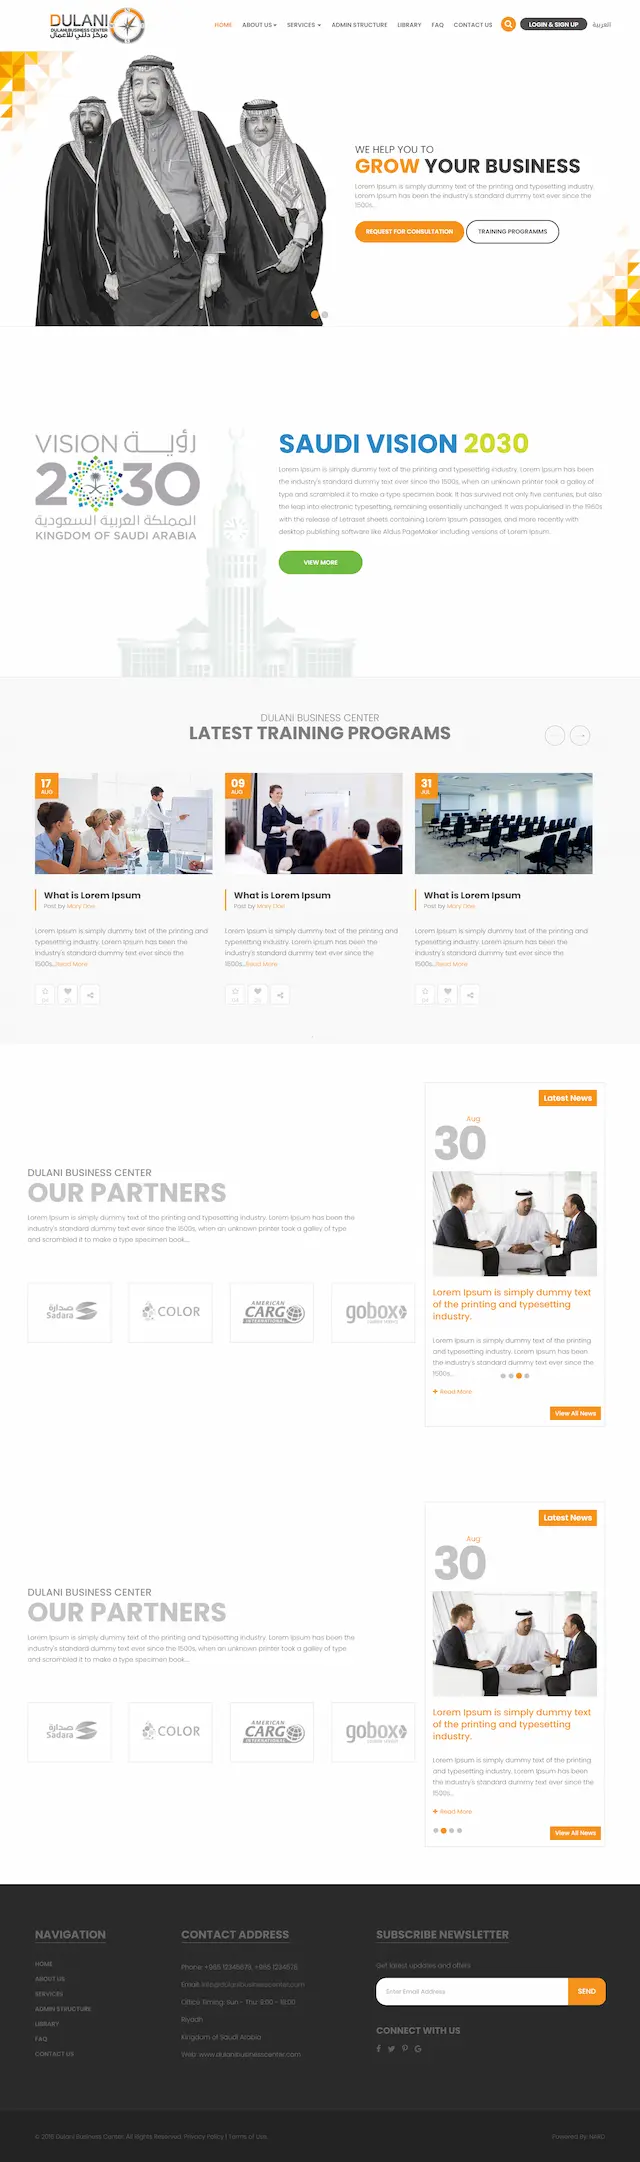 DULANI
DULANI BUSINESS CENTER
مركز دلني للأعمال
HOME
ABOUT US
SERVICES
ADMIN STRUCTURE
LIBRARY
FAQ
CONTACT US
LOGIN & SIGN UP
العربية
WE HELP YOU TO
GROW YOUR BUSINESS
Lorem Ipsum is simply dummy text of the printing and typesetting industry.
Lorem Ipsum has been the industry's standard dummy text ever since the
1500s...
REQUEST FOR CONSULTATION
TRAINING PROGRAMMS
VISION رؤيـة
2030
المملكة العربية السعودية
KINGDOM OF SAUDI ARABIA
SAUDI VISION 2030
Lorem Ipsum is simply dummy text of the printing and typesetting industry. Lorem Ipsum has been
the industry's standard dummy text ever since the 1500s, when an unknown printer took a galley of
type and scrambled it to make a type specimen book. It has survived not only five centuries, but also
the leap into electronic typesetting, remaining essentially unchanged. It was popularised in the 1960s
with the release of Letraset sheets containing Lorem Ipsum passages, and more recently with
desktop publishing software like Aldus PageMaker including versions of Lorem Ipsum.
VIEW MORE
DULANI BUSINESS CENTER
LATEST TRAINING PROGRAMS
17
AUG
09
AUG
31
JUL
What is Lorem Ipsum
Post by Mary Doe
Lorem Ipsum is simply dummy text of the printing and
typesetting industry. Lorem Ipsum has been the
industry's standard dummy text ever since the
1500s...Read More
What is Lorem Ipsum
Post by Mary Doe
Lorem Ipsum is simply dummy text of the printing and
typesetting industry. Lorem Ipsum has been the
industry's standard dummy text ever since the
1500s...Read More
What is Lorem Ipsum
Post by Mary Doe
Lorem Ipsum is simply dummy text of the printing and
typesetting industry. Lorem Ipsum has been the
industry's standard dummy text ever since the
1500s...Read More
DULANI BUSINESS CENTER
OUR PARTNERS
Lorem Ipsum is simply dummy text of the printing and typesetting industry. Lorem Ipsum has been the
industry's standard dummy text ever since the 1500s, when an unknown printer took a galley of type
and scrambled it to make a type specimen book....
صدارة
Sadara
COLOR
AMERICAN
CARGO
INTERNATIONAL
gobox
Latest News
Aug
30
Lorem Ipsum is simply dummy text
of the printing and typesetting
industry.
Lorem Ipsum is simply dummy text of the printing
and typesetting industry. Lorem Ipsum has been
the industry's standard dummy text ever since the
1500s....
Read More
View All News
DULANI BUSINESS CENTER
OUR PARTNERS
Lorem Ipsum is simply dummy text of the printing and typesetting industry. Lorem Ipsum has been the
industry's standard dummy text ever since the 1500s, when an unknown printer took a galley of type
and scrambled it to make a type specimen book....
صدارة
Sadara
COLOR
AMERICAN
CARGO
INTERNATIONAL
gobox
Latest News
Aug
30
Lorem Ipsum is simply dummy text
of the printing and typesetting
industry.
Lorem Ipsum is simply dummy text of the printing
and typesetting industry. Lorem Ipsum has been
the industry's standard dummy text ever since the
1500s....
Read More
View All News
NAVIGATION
HOME
ABOUT US
SERVICES
ADMIN STRUCTURE
LIBRARY
FAQ
CONTACT US
CONTACT ADDRESS
Phone: +966 12345678, +966 1234678
Email: info@dulanibusinesscenter.com
Office Timing: Sun - Thu: 9:00 - 18:00
Riyadh
Kingdom of Saudi Arabia
Web: www.dulanibusinesscenter.com
SUBSCRIBE NEWSLETTER
Get latest updates and offers
Enter Email Address
SEND
CONNECT WITH US
© 2016 Dulani Business Center. All Rights Reserved. Privacy Policy | Terms of Use
Powered By